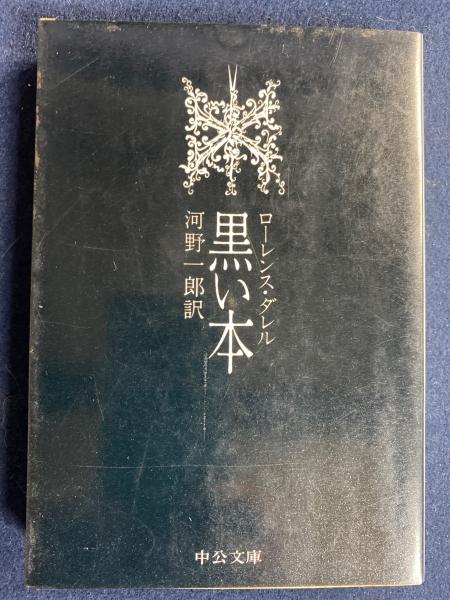 ローレンス・ダレル
黒い本
河野一郎訳
中公文庫